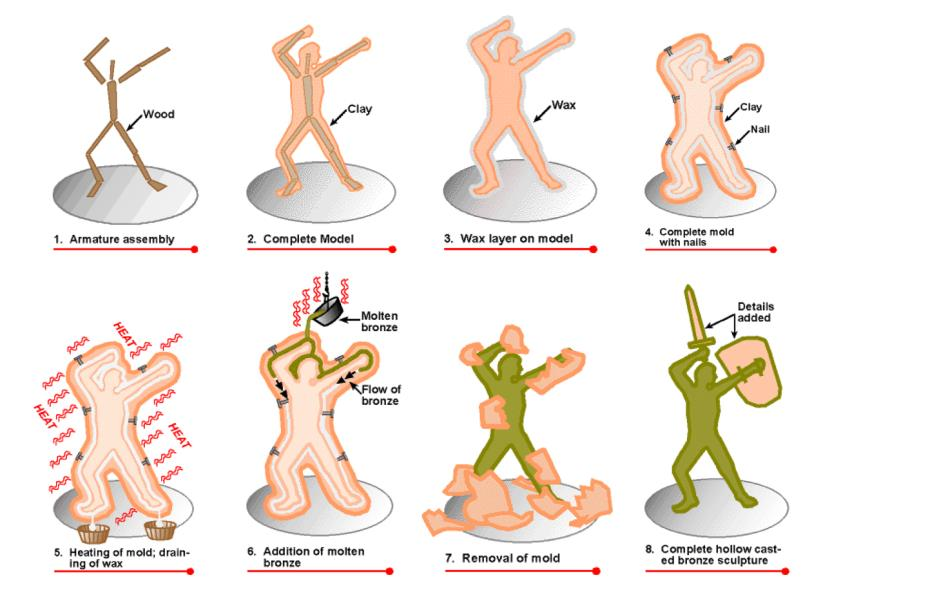 Wood
1. Armature assembly
Clay
2. Complete Model
Wax
3. Wax layer on model
Clay
Nail
4. Complete mold
with nails
HEAT
HEAT
HEAT
5. Heating of mold; drain-
ing of wax
Molten
bronze
Flow of
bronze
6. Addition of molten
bronze
7. Removal of mold
Details
added
8. Complete hollow cast-
ed bronze sculpture